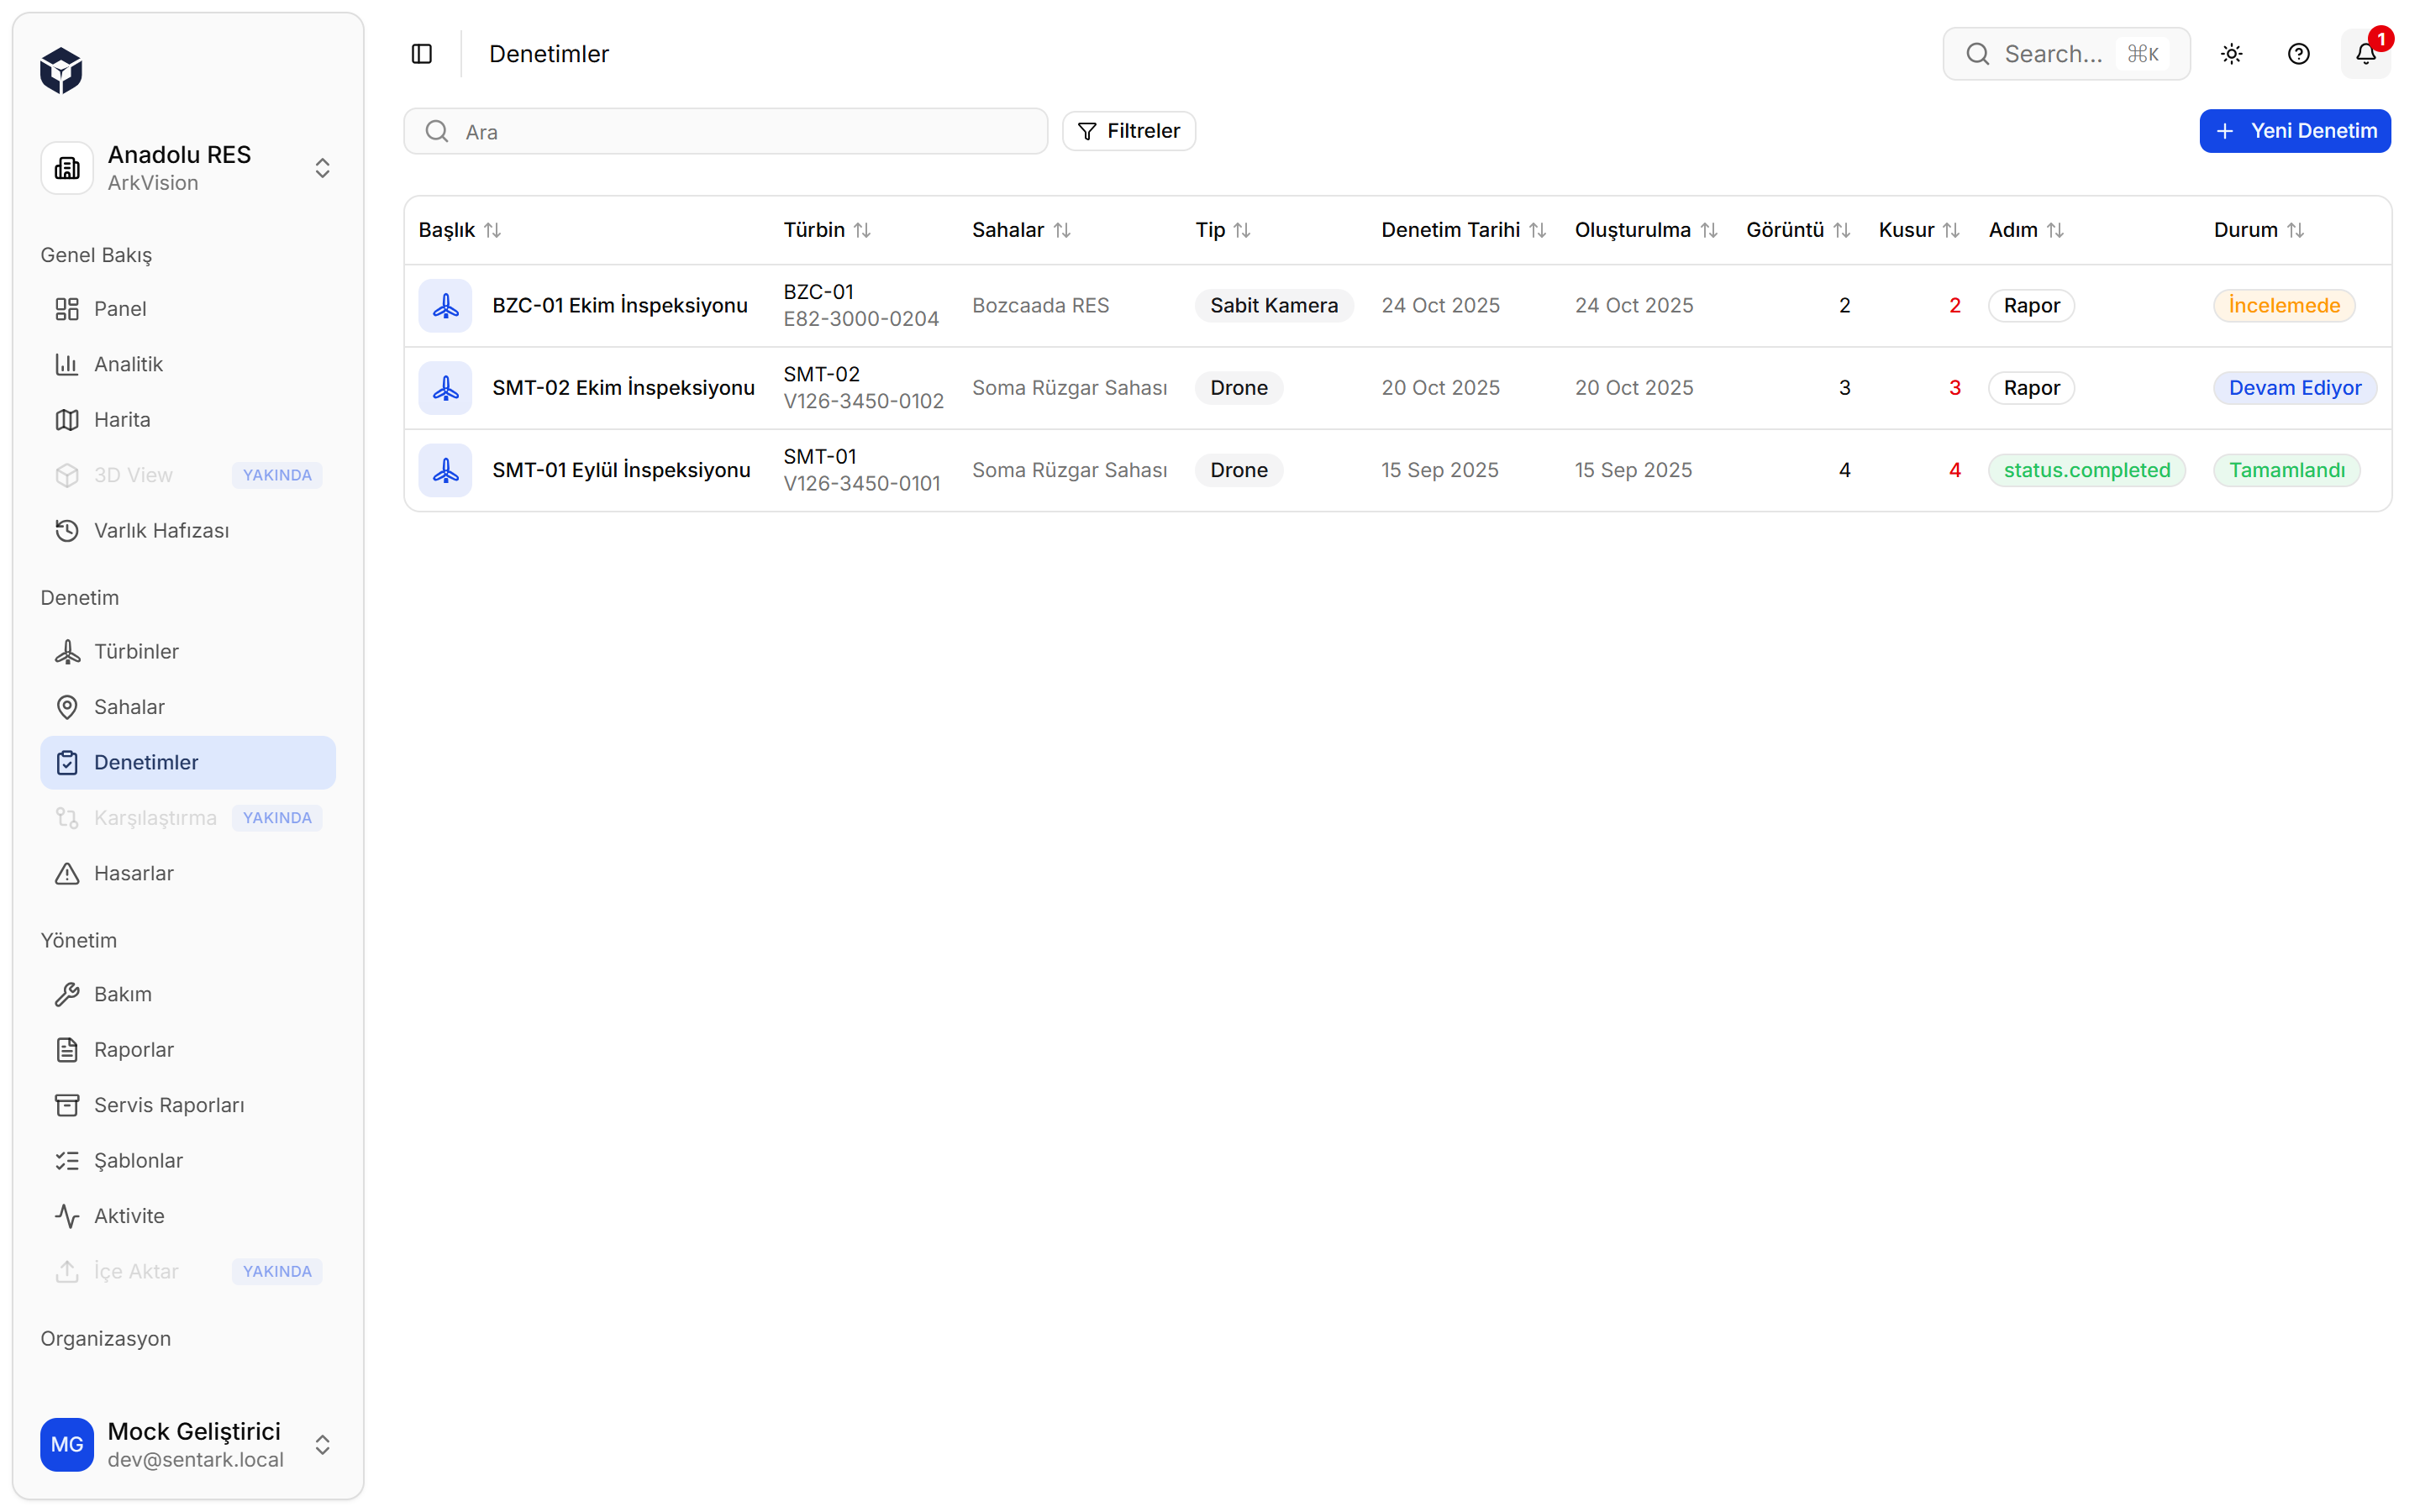 Anadolu RES
ArkVision
Genel Bakış
Panel
Analitik
Harita
3D View YAKINDA
Varlık Hafızası
Denetim
Türbinler
Sahalar
Denetimler
Karşılaştırma YAKINDA
Hasarlar
Yönetim
Bakım
Raporlar
Servis Raporları
Şablonlar
Aktivite
İçe Aktar YAKINDA
Organizasyon
MG
Mock Geliştirici
dev@sentark.local
Denetimler
Search... ⌘K
1
Ara
Filtreler
Yeni Denetim
Başlık Türbin Sahalar Tip Denetim Tarihi Oluşturulma Görüntü Kusur Adım Durum
BZC-01 Ekim İnspeksiyonu BZC-01 Bozcaada RES Sabit Kamera 24 Oct 2025 24 Oct 2025 2 2 Rapor İncelemede
E82-3000-0204
SMT-02 Ekim İnspeksiyonu SMT-02 Soma Rüzgar Sahası Drone 20 Oct 2025 20 Oct 2025 3 3 Rapor Devam Ediyor
V126-3450-0102
SMT-01 Eylül İnspeksiyonu SMT-01 Soma Rüzgar Sahası Drone 15 Sep 2025 15 Sep 2025 4 4 status.completed Tamamlandı
V126-3450-0101